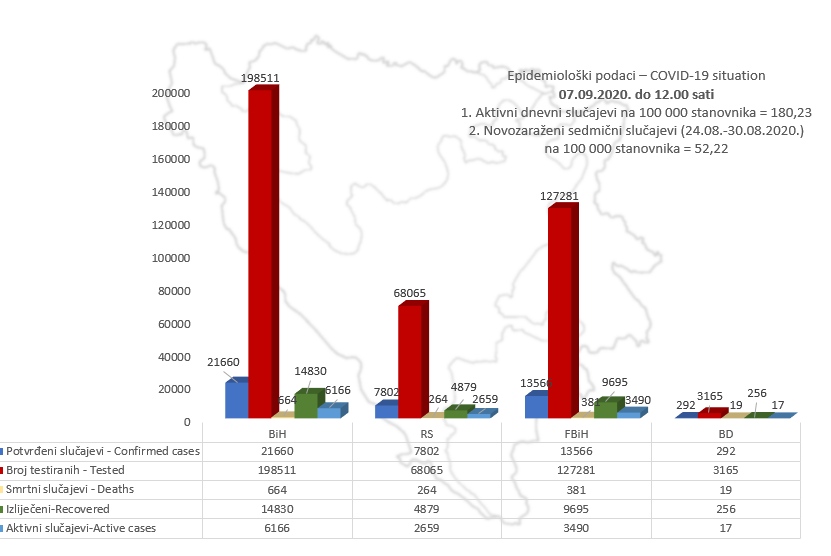 Epidemiološki podaci – COVID-19 situation
07.09.2020. do 12.00 sati
1. Aktivni dnevni slučajevi na 100 000 stanovnika = 180,23
2. Novozaraženi sedmični slučajevi (24.08.-30.08.2020.)
na 100 000 stanovnika = 52,22
200000
180000
160000
140000
120000
100000
80000
60000
40000
20000
0
21660
198511
664
14830
6166
7802
68065
264
4879
2659
13566
127281
381
9695
3490
292
3165
19
256
17
BiH RS FBiH BD
Potvrđeni slučajevi - Confirmed cases 21660 7802 13566 292
Broj testiranih - Tested 198511 68065 127281 3165
Smrtni slučajevi - Deaths 664 264 381 19
Izliječeni-Recovered 14830 4879 9695 256
Aktivni slučajevi-Active cases 6166 2659 3490 17